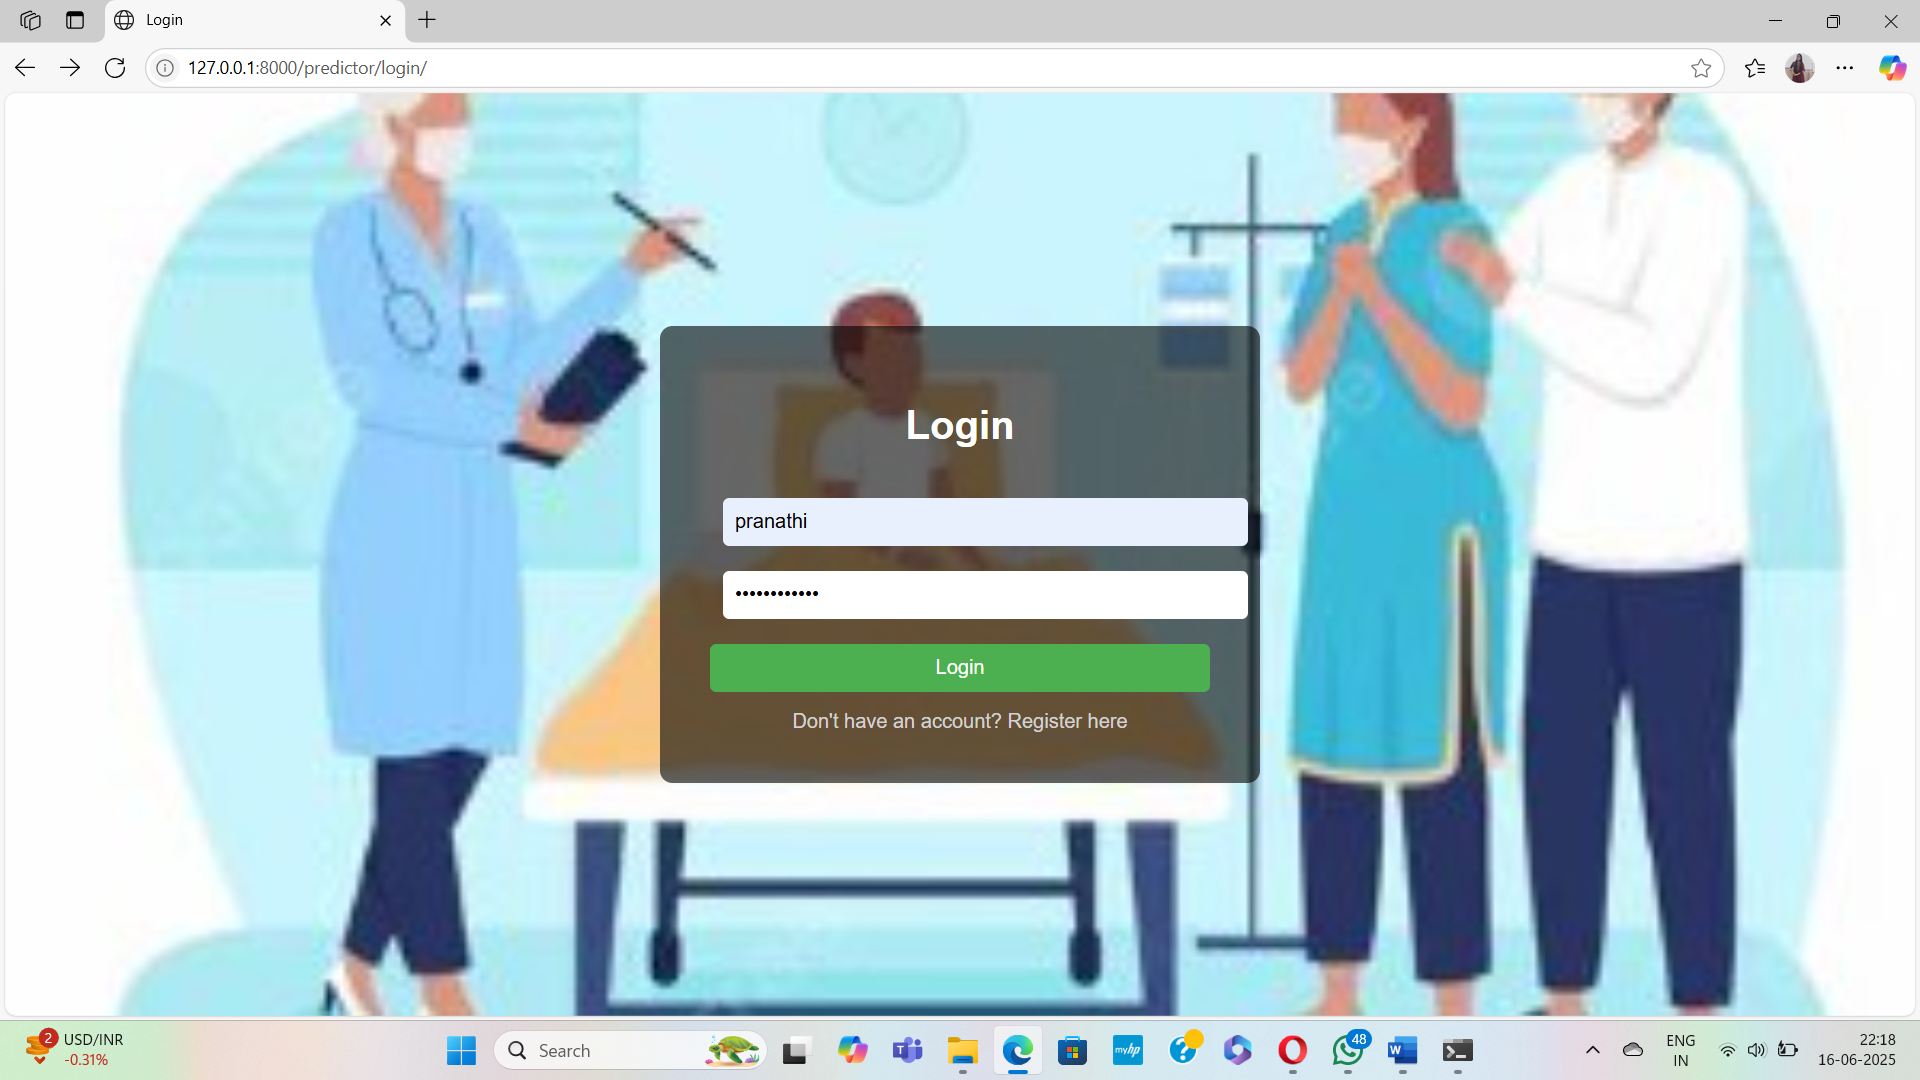 Login
127.0.0.1:8000/predictor/login/
Login
pranathi
••••••••••••
Login
Don't have an account? Register here
2
USD/INR
-0.31%
Search
myhp
48
ENG
IN
22:18
16-06-2025